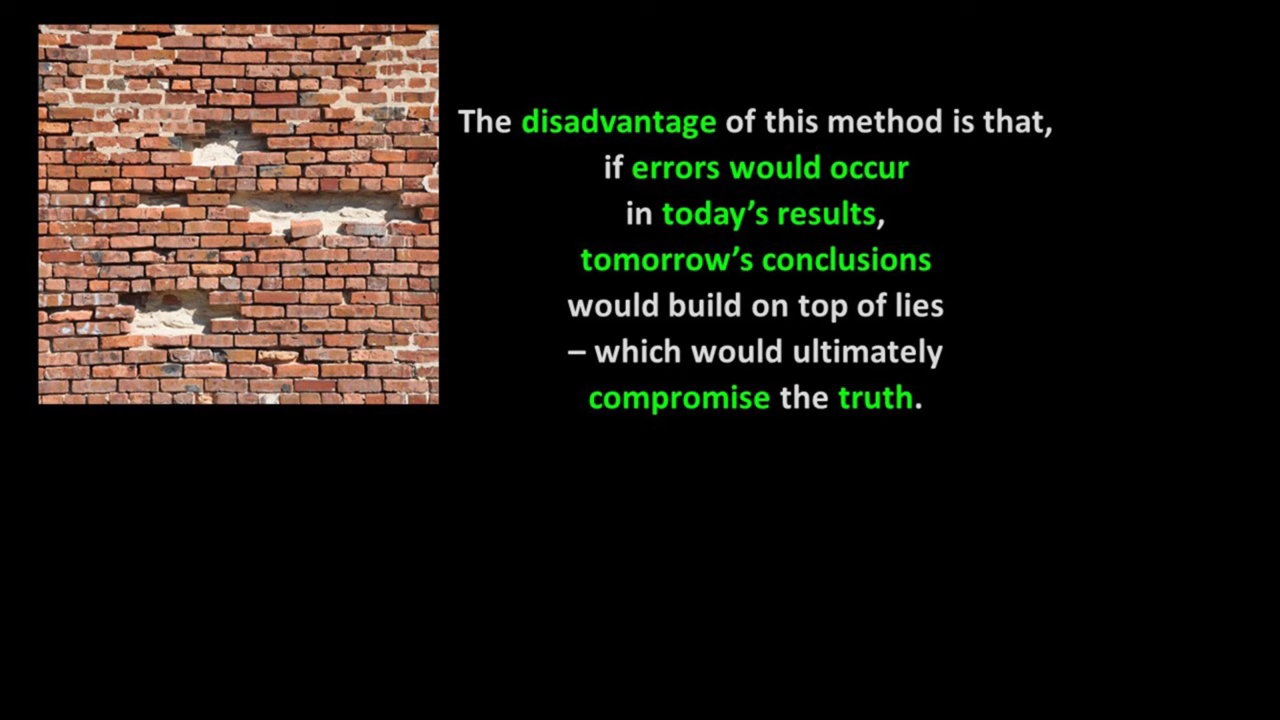 The disadvantage of this method is that,
if errors would occur
in today’s results,
tomorrow’s conclusions
would build on top of lies
– which would ultimately
compromise the truth.